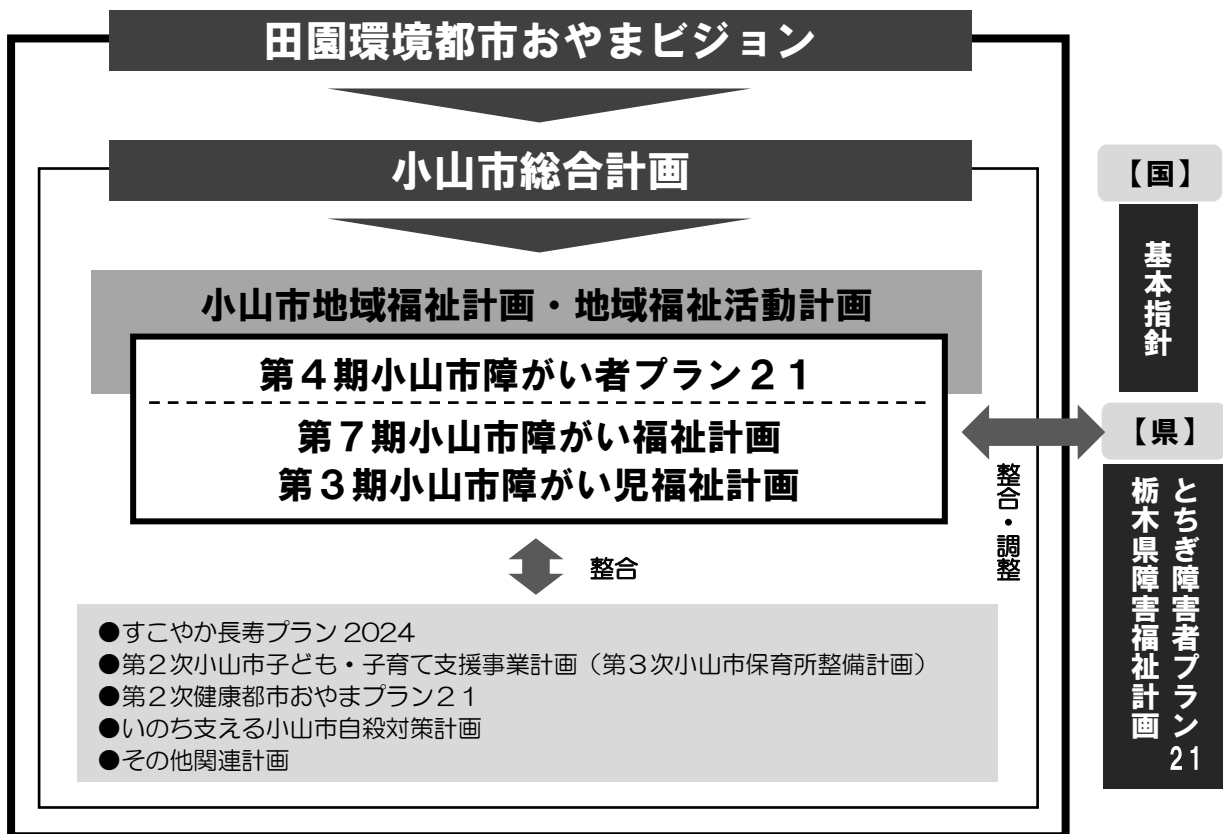 田園環境都市おやまビジョン
小山市総合計画
小山市地域福祉計画・地域福祉活動計画
第４期小山市障がい者プラン２１
第７期小山市障がい福祉計画
第３期小山市障がい児福祉計画
整合
●すこやか長寿プラン 2024
●第２次小山市子ども・子育て支援事業計画（第３次小山市保育所整備計画）
●第２次健康都市おやまプラン２１
●いのち支える小山市自殺対策計画
●その他関連計画
整合・調整
【国】
基本指針
【県】
とちぎ障害者プラン21
栃木県障害福祉計画